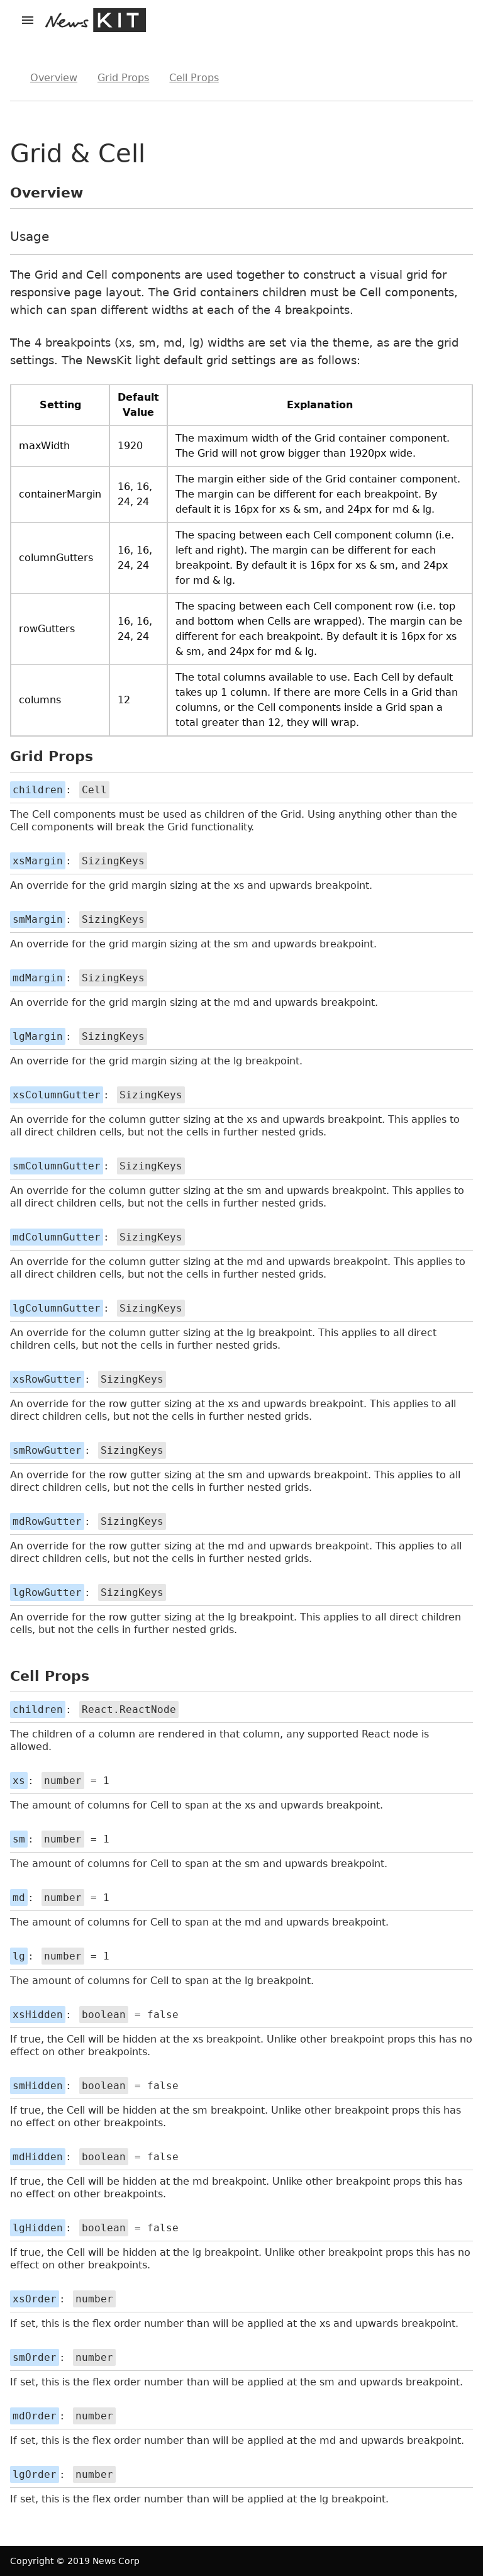 News KIT
Overview Grid Props Cell Props
Grid & Cell
Overview
Usage
The Grid and Cell components are used together to construct a visual grid for
responsive page layout. The Grid containers children must be Cell components,
which can span different widths at each of the 4 breakpoints.
The 4 breakpoints (xs, sm, md, lg) widths are set via the theme, as are the grid
settings. The NewsKit light default grid settings are as follows:
Setting
Default
Value
Explanation
maxWidth
1920
The maximum width of the Grid container component.
The Grid will not grow bigger than 1920px wide.
containerMargin
16, 16,
24, 24
The margin either side of the Grid container component.
The margin can be different for each breakpoint. By
default it is 16px for xs & sm, and 24px for md & lg.
columnGutters
16, 16,
24, 24
The spacing between each Cell component column (i.e.
left and right). The margin can be different for each
breakpoint. By default it is 16px for xs & sm, and 24px
for md & lg.
rowGutters
16, 16,
24, 24
The spacing between each Cell component row (i.e. top
and bottom when Cells are wrapped). The margin can be
different for each breakpoint. By default it is 16px for xs
& sm, and 24px for md & lg.
columns
12
The total columns available to use. Each Cell by default
takes up 1 column. If there are more Cells in a Grid than
columns, or the Cell components inside a Grid span a
total greater than 12, they will wrap.
Grid Props
children: Cell
The Cell components must be used as children of the Grid. Using anything other than the
Cell components will break the Grid functionality.
xsMargin: SizingKeys
An override for the grid margin sizing at the xs and upwards breakpoint.
smMargin: SizingKeys
An override for the grid margin sizing at the sm and upwards breakpoint.
mdMargin: SizingKeys
An override for the grid margin sizing at the md and upwards breakpoint.
lgMargin: SizingKeys
An override for the grid margin sizing at the lg breakpoint.
xsColumnGutter: SizingKeys
An override for the column gutter sizing at the xs and upwards breakpoint. This applies to
all direct children cells, but not the cells in further nested grids.
smColumnGutter: SizingKeys
An override for the column gutter sizing at the sm and upwards breakpoint. This applies to
all direct children cells, but not the cells in further nested grids.
mdColumnGutter: SizingKeys
An override for the column gutter sizing at the md and upwards breakpoint. This applies to
all direct children cells, but not the cells in further nested grids.
lgColumnGutter: SizingKeys
An override for the column gutter sizing at the lg breakpoint. This applies to all direct
children cells, but not the cells in further nested grids.
xsRowGutter: SizingKeys
An override for the row gutter sizing at the xs and upwards breakpoint. This applies to all
direct children cells, but not the cells in further nested grids.
smRowGutter: SizingKeys
An override for the row gutter sizing at the sm and upwards breakpoint. This applies to all
direct children cells, but not the cells in further nested grids.
mdRowGutter: SizingKeys
An override for the row gutter sizing at the md and upwards breakpoint. This applies to all
direct children cells, but not the cells in further nested grids.
lgRowGutter: SizingKeys
An override for the row gutter sizing at the lg breakpoint. This applies to all direct children
cells, but not the cells in further nested grids.
Cell Props
children: React.ReactNode
The children of a column are rendered in that column, any supported React node is
allowed.
xs: number = 1
The amount of columns for Cell to span at the xs and upwards breakpoint.
sm: number = 1
The amount of columns for Cell to span at the sm and upwards breakpoint.
md: number = 1
The amount of columns for Cell to span at the md and upwards breakpoint.
lg: number = 1
The amount of columns for Cell to span at the lg breakpoint.
xsHidden: boolean = false
If true, the Cell will be hidden at the xs breakpoint. Unlike other breakpoint props this has no
effect on other breakpoints.
smHidden: boolean = false
If true, the Cell will be hidden at the sm breakpoint. Unlike other breakpoint props this has
no effect on other breakpoints.
mdHidden: boolean = false
If true, the Cell will be hidden at the md breakpoint. Unlike other breakpoint props this has
no effect on other breakpoints.
lgHidden: boolean = false
If true, the Cell will be hidden at the lg breakpoint. Unlike other breakpoint props this has no
effect on other breakpoints.
xsOrder: number
If set, this is the flex order number than will be applied at the xs and upwards breakpoint.
smOrder: number
If set, this is the flex order number than will be applied at the sm and upwards breakpoint.
mdOrder: number
If set, this is the flex order number than will be applied at the md and upwards breakpoint.
lgOrder: number
If set, this is the flex order number than will be applied at the lg breakpoint.
Copyright © 2019 News Corp